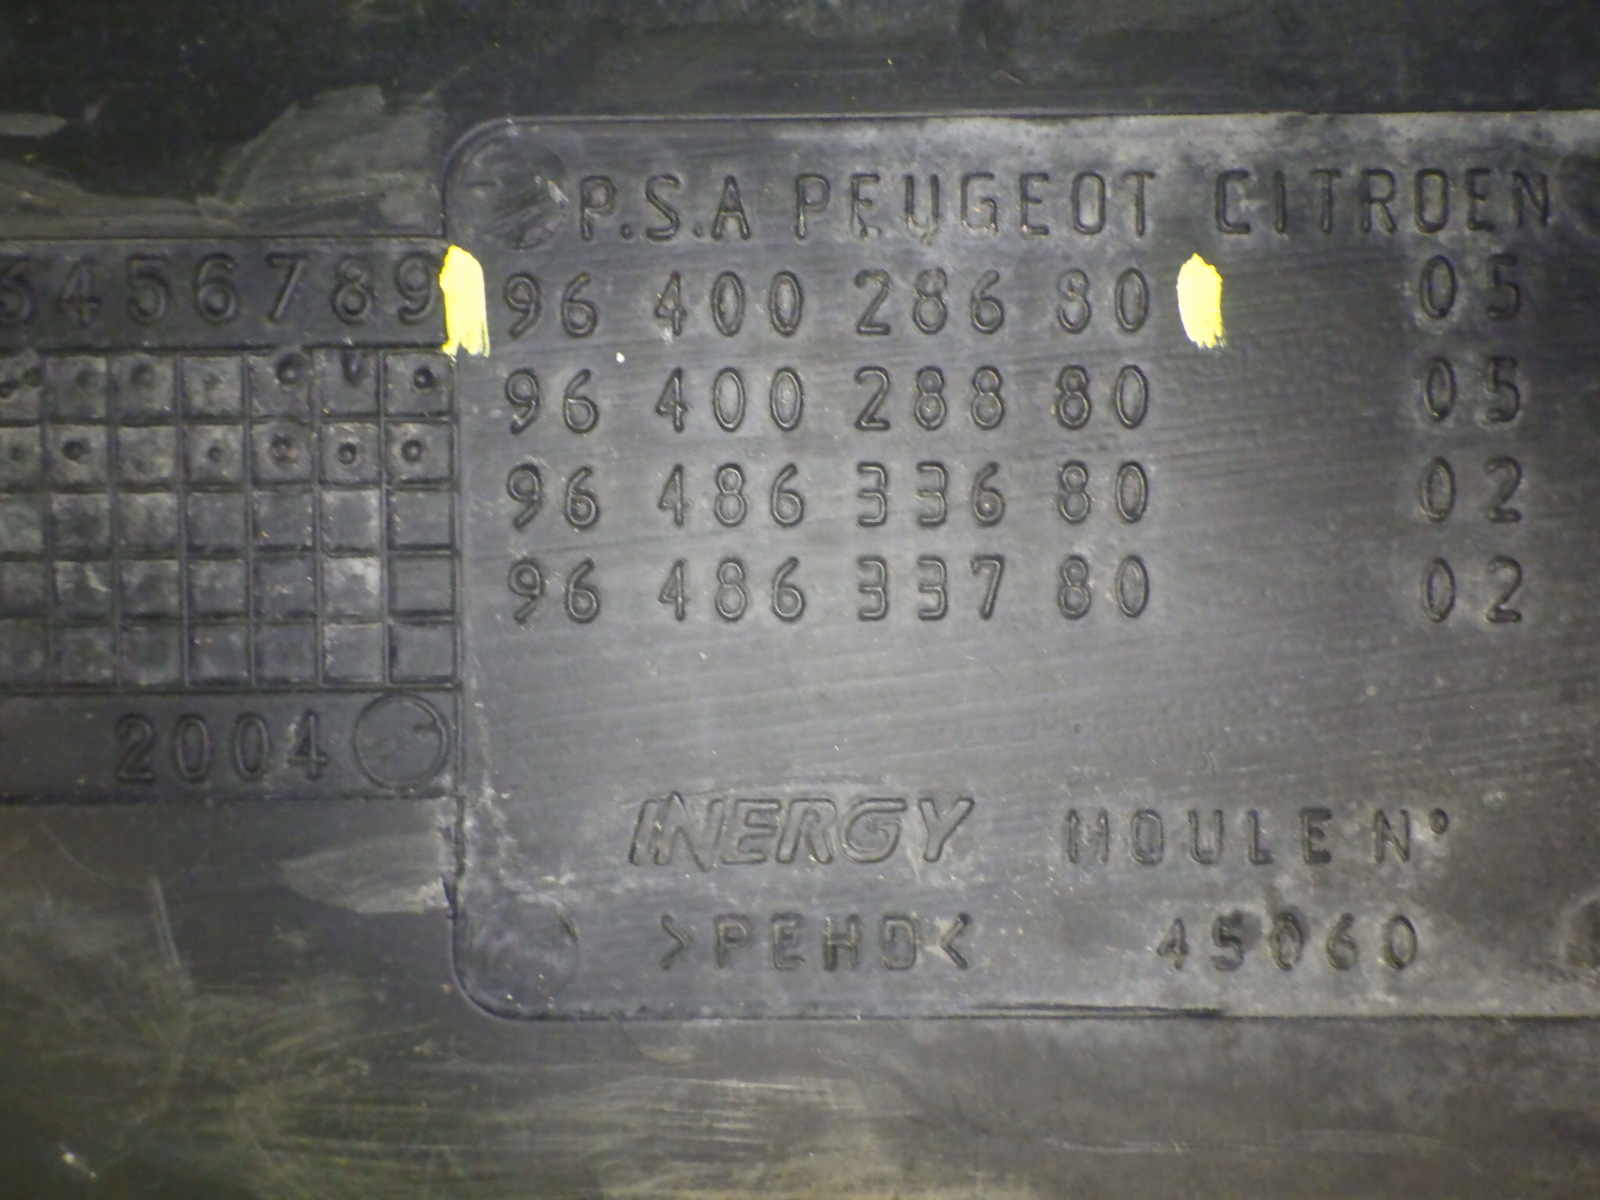 P.S.A PEUGEOT CITROEN
456789
96 400 286 80 05
96 400 288 80 05
96 486 336 80 02
96 486 337 80 02
2004
INERGY MOULE N°
>PEHD< 45060